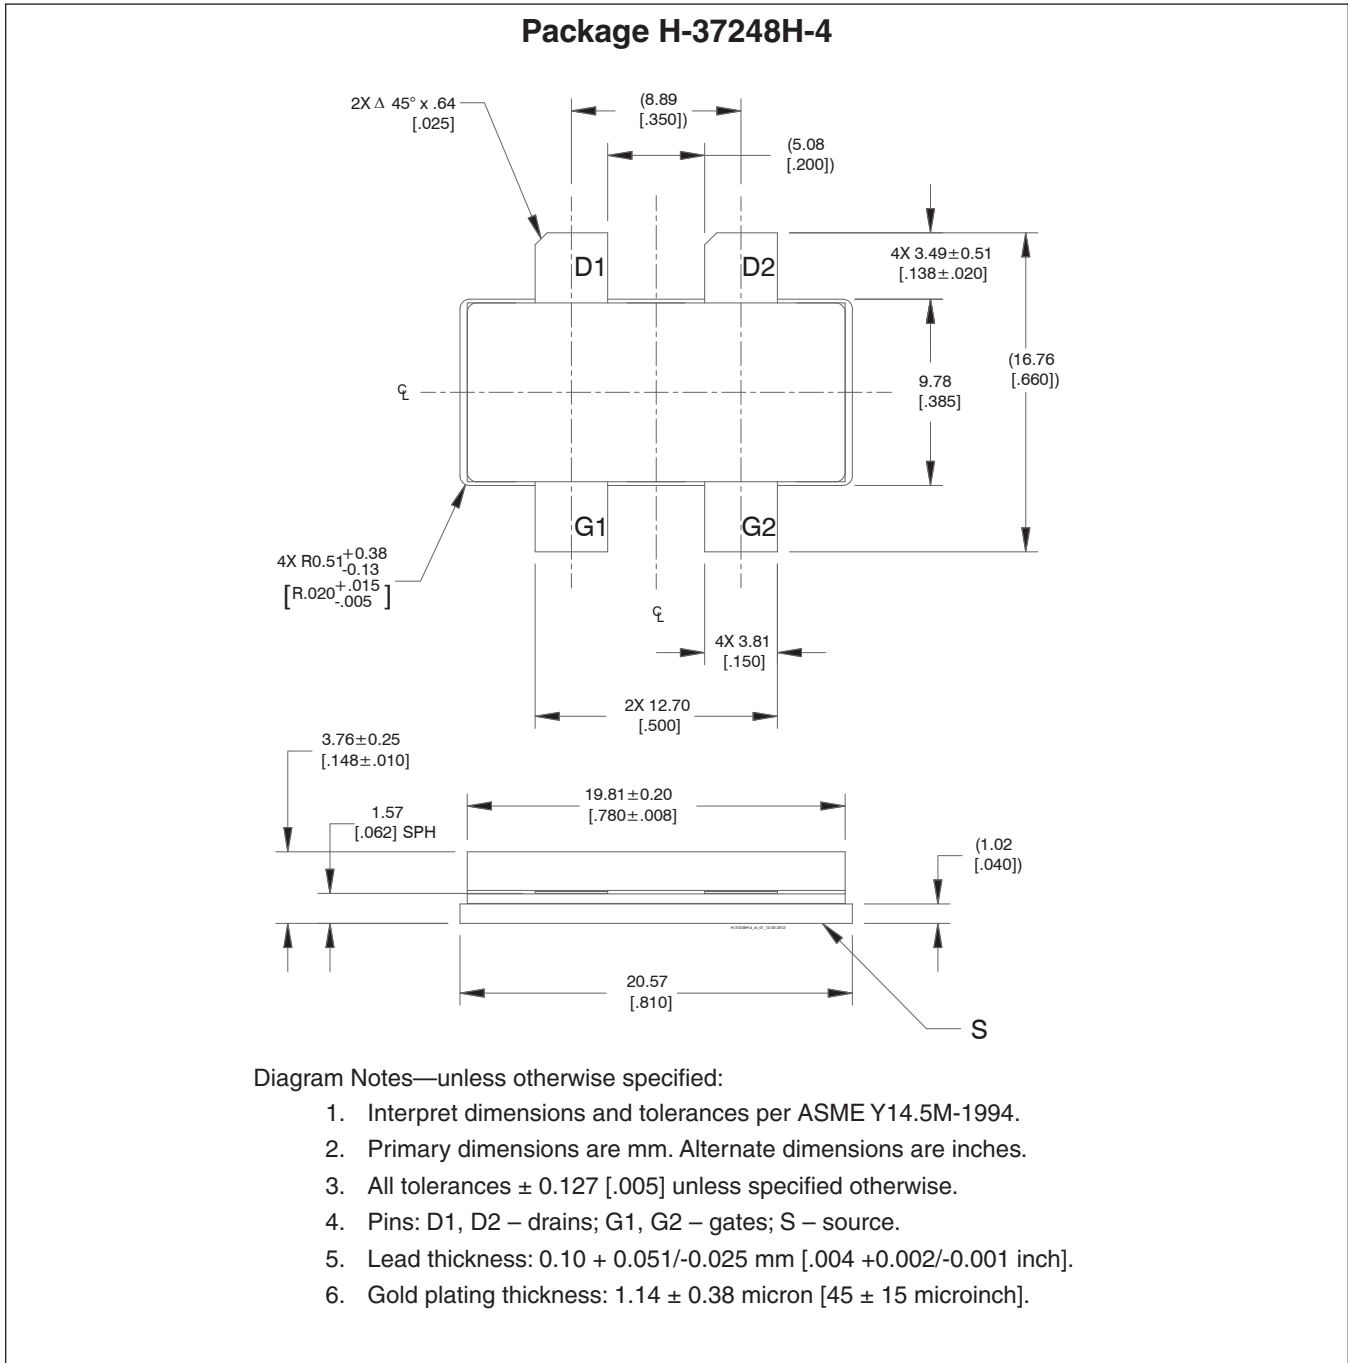 Package H-37248H-4
2X Δ 45° x .64
[.025]
(8.89
[.350])
(5.08
[.200])
D1
D2
4X 3.49±0.51
[.138±.020]
(16.76
[.660])
9.78
[.385]
℄
G1
G2
4X R0.51+0.38
-0.13
[R.020+.015
-.005 ]
℄
4X 3.81
[.150]
2X 12.70
[.500]
3.76±0.25
[.148±.010]
19.81±0.20
[.780±.008]
1.57
[.062] SPH
(1.02
[.040])
20.57
[.810]
S
Diagram Notes—unless otherwise specified:
1. Interpret dimensions and tolerances per ASME Y14.5M-1994.
2. Primary dimensions are mm. Alternate dimensions are inches.
3. All tolerances ± 0.127 [.005] unless specified otherwise.
4. Pins: D1, D2 – drains; G1, G2 – gates; S – source.
5. Lead thickness: 0.10 + 0.051/-0.025 mm [.004 +0.002/-0.001 inch].
6. Gold plating thickness: 1.14 ± 0.38 micron [45 ± 15 microinch].